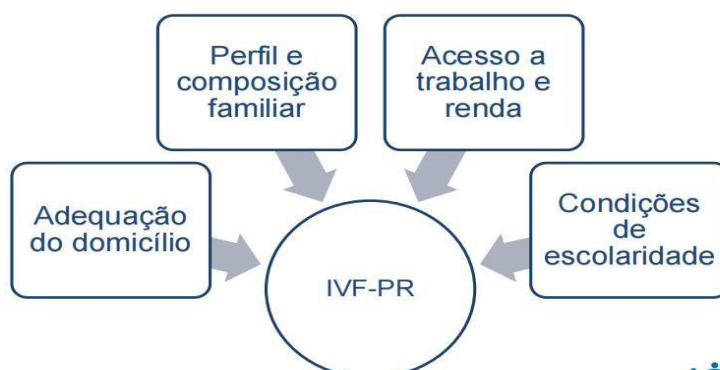 Perfil e
composição
familiar
Acesso a
trabalho e
renda
Adequação
do domicílio
Condições
de
escolaridade
IVF-PR